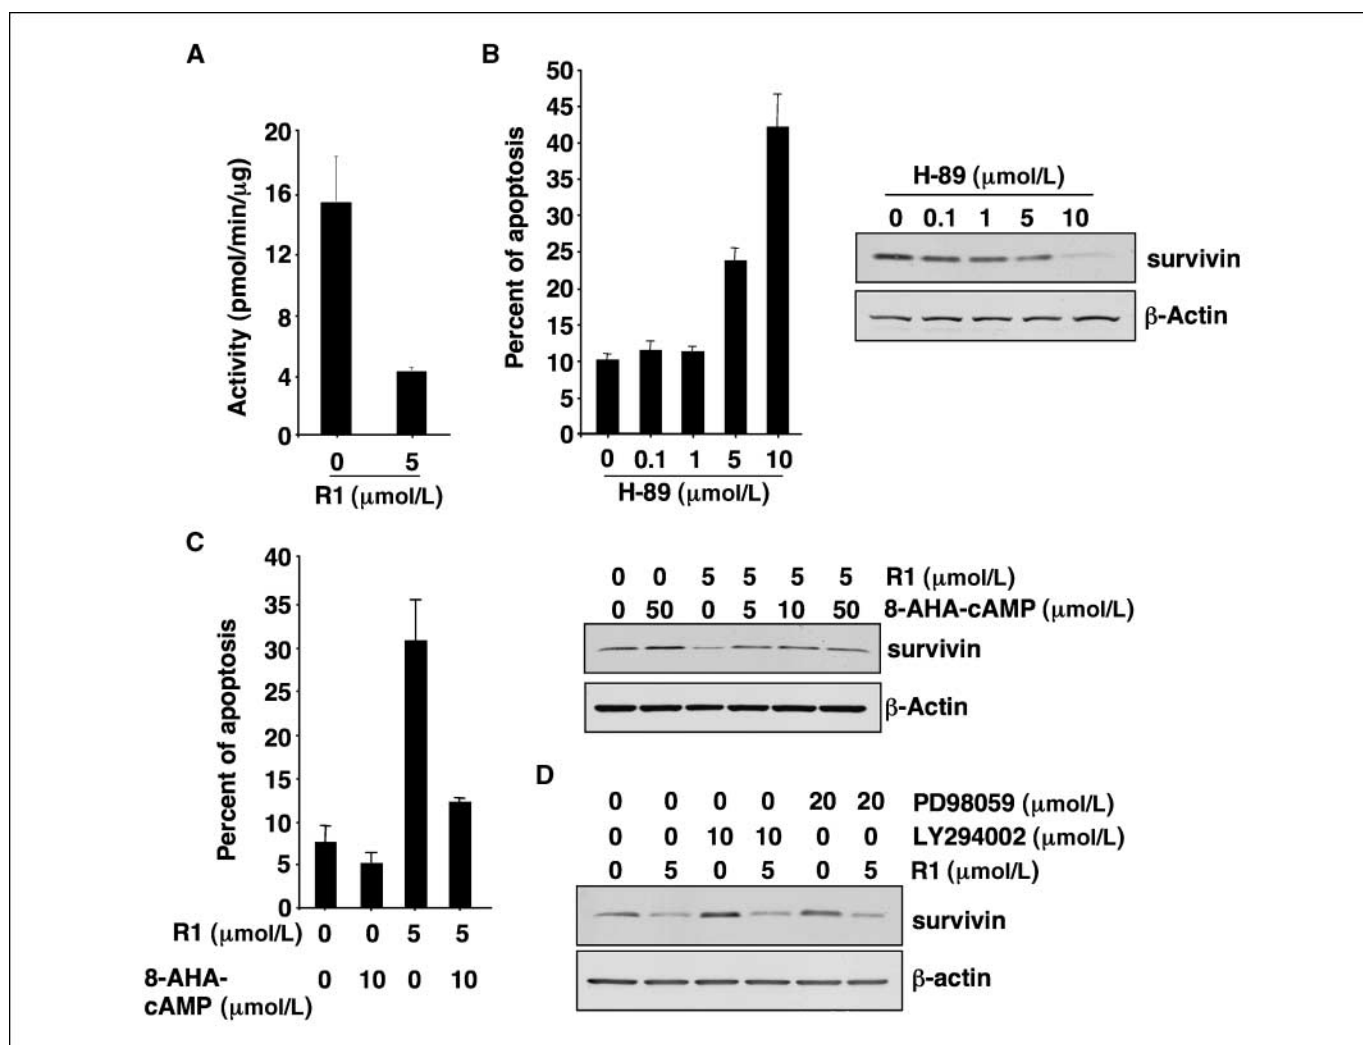 A
Activity (pmol/min/μg)
20
16
12
8
4
0
0 5
R1 (μmol/L)
B
Percent of apoptosis
50
45
40
35
30
25
20
15
10
5
0
0 0.1 1 5 10
H-89 (μmol/L)
H-89 (μmol/L)
0 0.1 1 5 10
survivin
β-Actin
C
Percent of apoptosis
40
35
30
25
20
15
10
5
0
R1 (μmol/L) 0 0 5 5
8-AHA-
cAMP (μmol/L) 0 10 0 10
0 0 5 5 5 5 R1 (μmol/L)
0 50 0 5 10 50 8-AHA-cAMP (μmol/L)
survivin
β-Actin
D
0 0 0 0 20 20 PD98059 (μmol/L)
0 0 10 10 0 0 LY294002 (μmol/L)
0 5 0 5 0 5 R1 (μmol/L)
survivin
β-actin